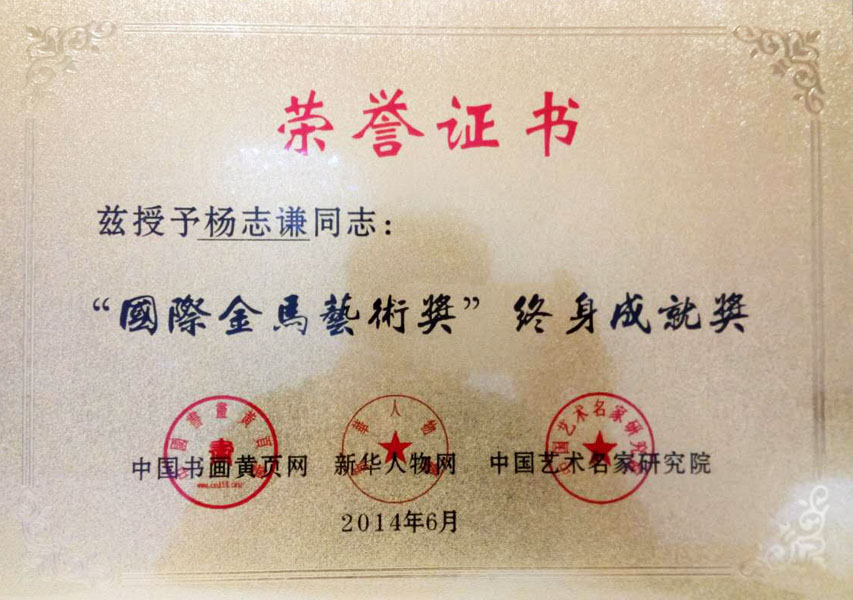 荣誉证书
兹授予杨志谦同志：
“國際金馬藝術獎”终身成就獎
中国书画黄页网 新华人物网 中国艺术名家研究院
2014年6月